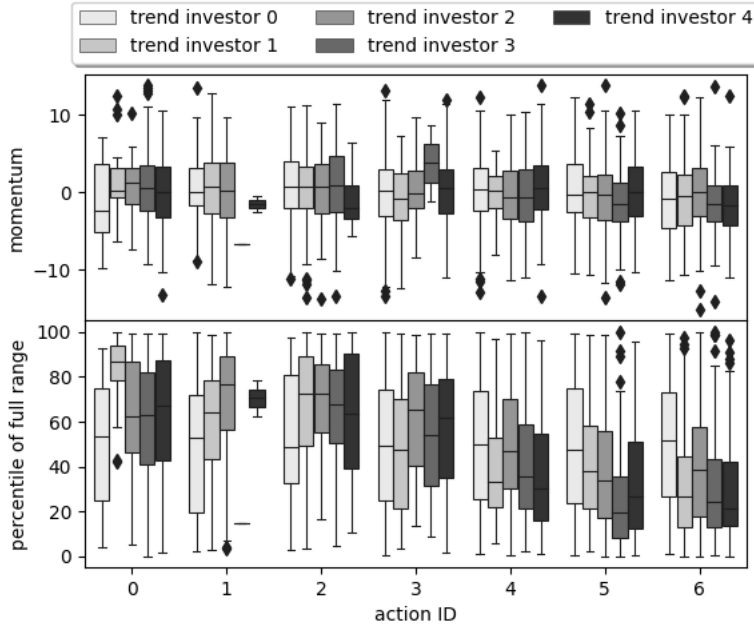 trend investor 0
trend investor 2
trend investor 4
trend investor 1
trend investor 3
10
0
−10
momentum
100
80
60
40
20
0
percentile of full range
0 1 2 3 4 5 6
action ID